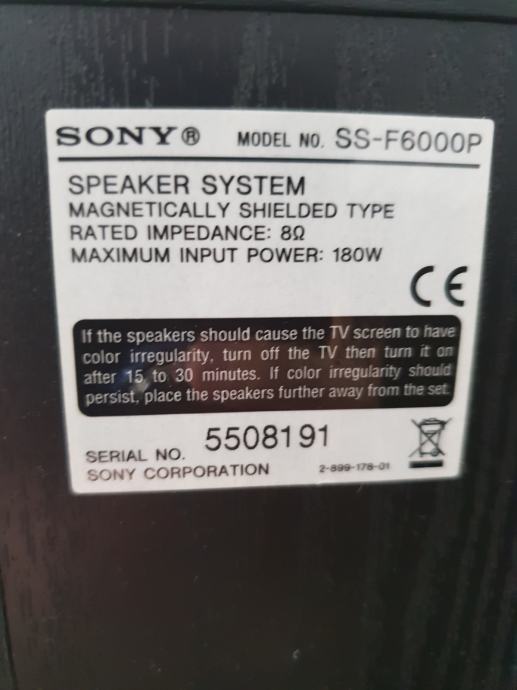 SONY® MODEL NO. SS-F6000P
SPEAKER SYSTEM
MAGNETICALLY SHIELDED TYPE
RATED IMPEDANCE: 8Ω
MAXIMUM INPUT POWER: 180W
CE
If the speakers should cause the TV screen to have
color irregularity, turn off the TV then turn it on
after 15 to 30 minutes. If color irregularity should
persist, place the speakers further away from the set.
SERIAL NO. 5508191
SONY CORPORATION 2-899-178-01